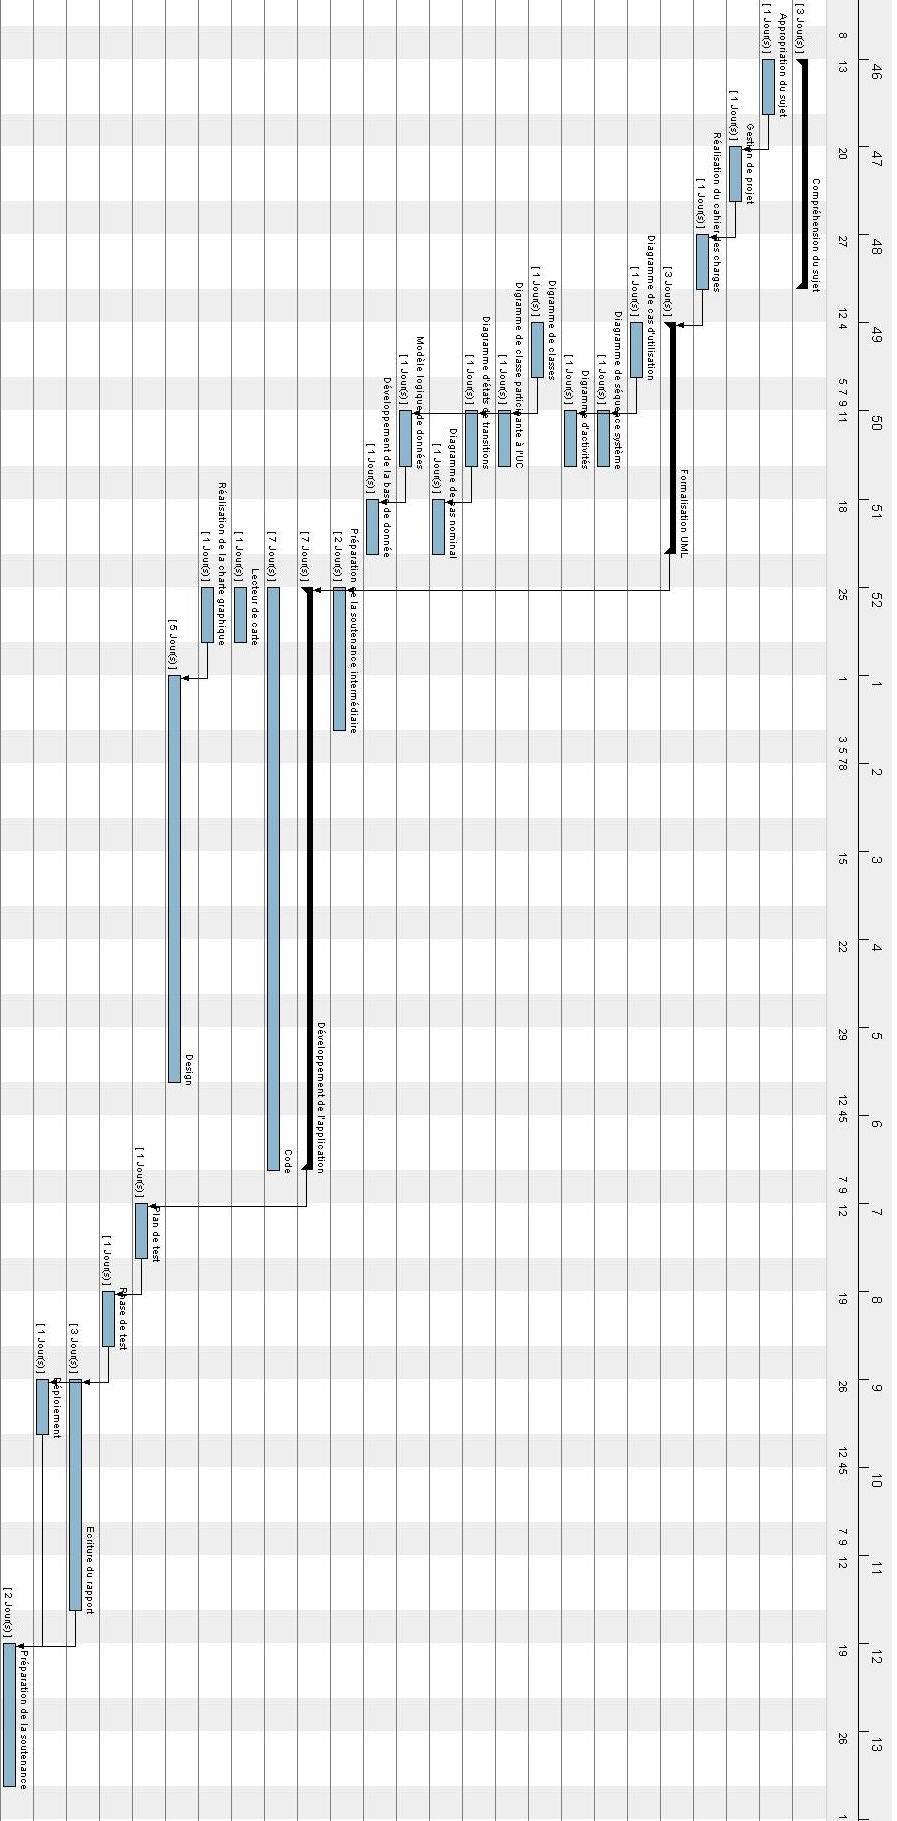 46 47 48 49 50 51 52 1 2 3 4 5 6 7 8 9 10 11 12 13
8 13 20 27 12 4 5 7 9 11 18 25 1 3 5 78 15 22 29 12 45 7 9 12 19 26 12 45 7 9 12 19 26 1
Compréhension du sujet
[ 3 Jour(s) ]
Appropriation du sujet
[ 1 Jour(s) ]
Gestion de projet
[ 1 Jour(s) ]
Réalisation du cahier des charges
[ 1 Jour(s) ]
Formalisation UML
[ 3 Jour(s) ]
Diagramme de cas d'utilisation
[ 1 Jour(s) ]
Diagramme de séquence système
[ 1 Jour(s) ]
Digramme d'activités
[ 1 Jour(s) ]
Digramme de classes
[ 1 Jour(s) ]
Digramme de classe participante à l'UC
[ 1 Jour(s) ]
Diagramme d'états de transitions
[ 1 Jour(s) ]
Diagramme de pas nominal
[ 1 Jour(s) ]
Modèle logique de données
[ 1 Jour(s) ]
Développement de la base de donnée
[ 1 Jour(s) ]
Préparation de la soutenance intermédiaire
[ 2 Jour(s) ]
Développement de l'application
[ 7 Jour(s) ]
Code
[ 7 Jour(s) ]
Lecteur de carte
[ 1 Jour(s) ]
Réalisation de la charte graphique
[ 1 Jour(s) ]
Design
[ 5 Jour(s) ]
Plan de test
[ 1 Jour(s) ]
Phase de test
[ 1 Jour(s) ]
Ecriture du rapport
[ 3 Jour(s) ]
Déploiement
[ 1 Jour(s) ]
Préparation de la soutenance
[ 2 Jour(s) ]